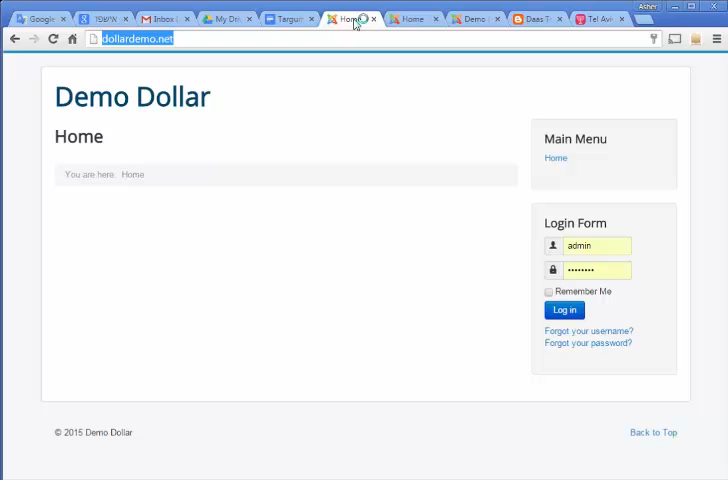 Asher
Google
אופטימי
Inbox (
My Driv
Targum
Home
Home
Demo
Daas T
Tel Aviv
dollardemo.net
Demo Dollar
Home
Main Menu
Home
You are here: Home
Login Form
admin
Remember Me
Log in
Forgot your username?
Forgot your password?
© 2015 Demo Dollar
Back to Top